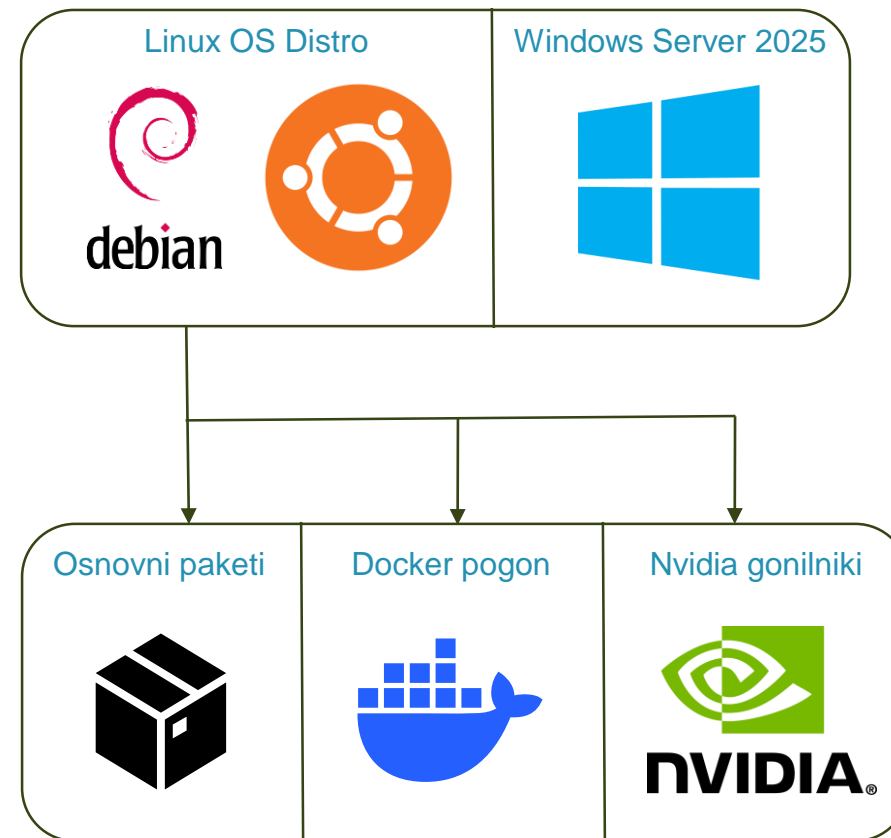 Linux OS Distro
Windows Server 2025
debian
Osnovni paketi
Docker pogon
Nvidia gonilniki
NVIDIA®